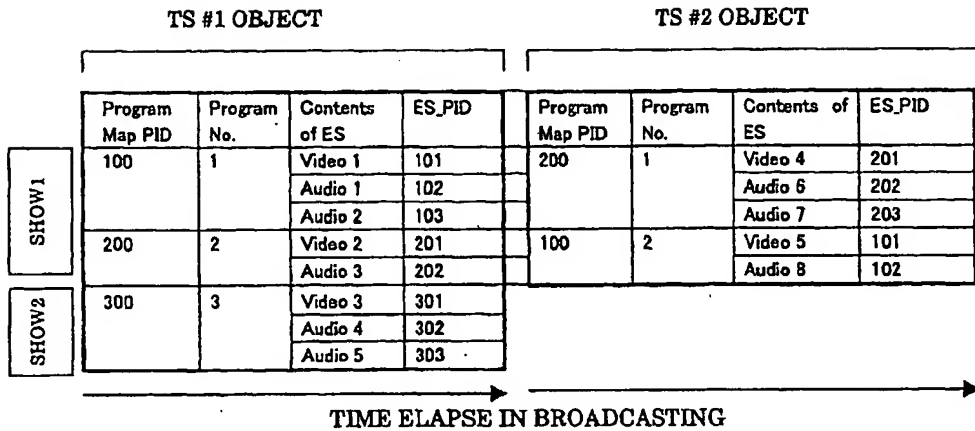 TS #1 OBJECT TS #2 OBJECT
Program Map PID Program No. Contents of ES ES_PID Program Map PID Program No. Contents of ES ES_PID
SHOW1
100 1 Video 1 101 200 1 Video 4 201
Audio 1 102 Audio 6 202
Audio 2 103 Audio 7 203
200 2 Video 2 201 100 2 Video 5 101
Audio 3 202 Audio 8 102
SHOW2
300 3 Video 3 301
Audio 4 302
Audio 5 303
TIME ELAPSE IN BROADCASTING